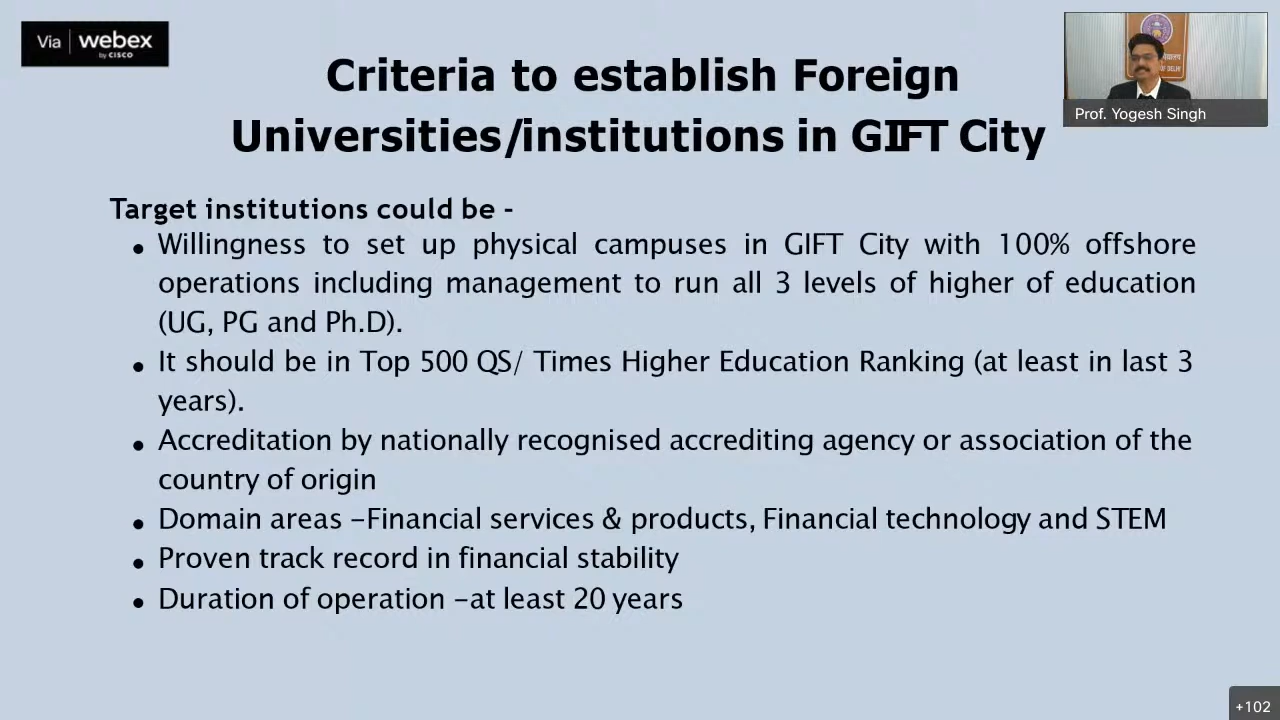 Via webex
by CISCO
Criteria to establish Foreign
Universities/institutions in GIFT City
Prof. Yogesh Singh
Target institutions could be -
• Willingness to set up physical campuses in GIFT City with 100% offshore
operations including management to run all 3 levels of higher of education
(UG, PG and Ph.D).
• It should be in Top 500 QS/ Times Higher Education Ranking (at least in last 3
years).
• Accreditation by nationally recognised accrediting agency or association of the
country of origin
• Domain areas –Financial services & products, Financial technology and STEM
• Proven track record in financial stability
• Duration of operation –at least 20 years
+102